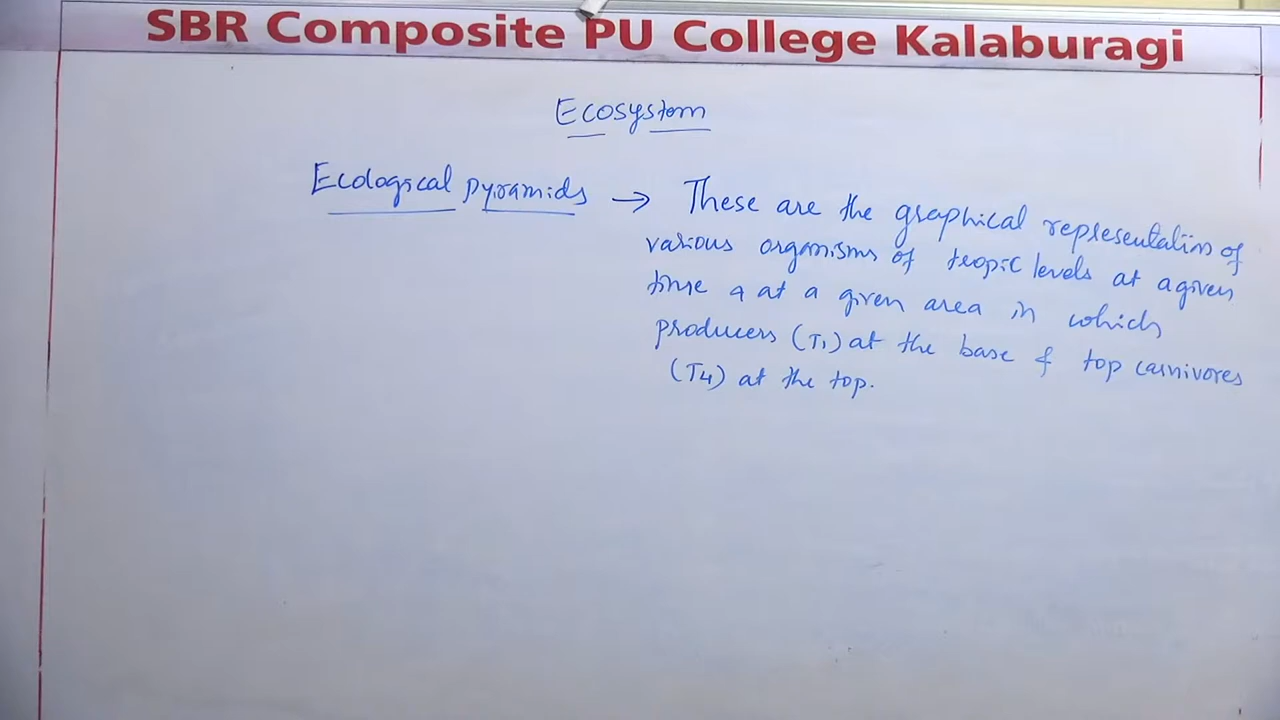 SBR Composite PU College Kalaburagi
Ecosystem
Ecological pyramids → These are the graphical representation of
various organisms of tropic levels at a given
time & at a given area in which
producers (T1) at the base & top carnivores
(T4) at the top.